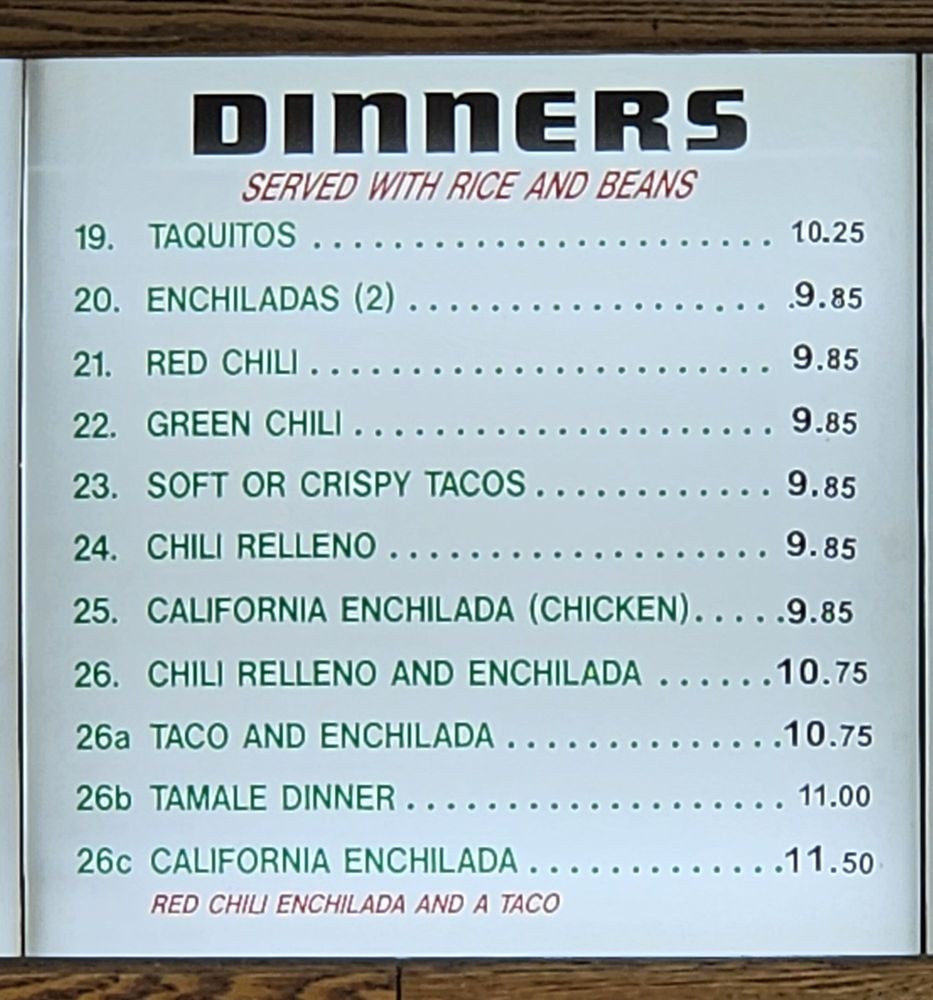 DINNERS
SERVED WITH RICE AND BEANS
19. TAQUITOS ....................... 10.25
20. ENCHILADAS (2) .................. .9.85
21. RED CHILI ....................... 9.85
22. GREEN CHILI ..................... 9.85
23. SOFT OR CRISPY TACOS ............ 9.85
24. CHILI RELLENO ................... 9.85
25. CALIFORNIA ENCHILADA (CHICKEN).....9.85
26. CHILI RELLENO AND ENCHILADA ......10.75
26a TACO AND ENCHILADA ..............10.75
26b TAMALE DINNER ................... 11.00
26c CALIFORNIA ENCHILADA .............11.50
RED CHILI ENCHILADA AND A TACO